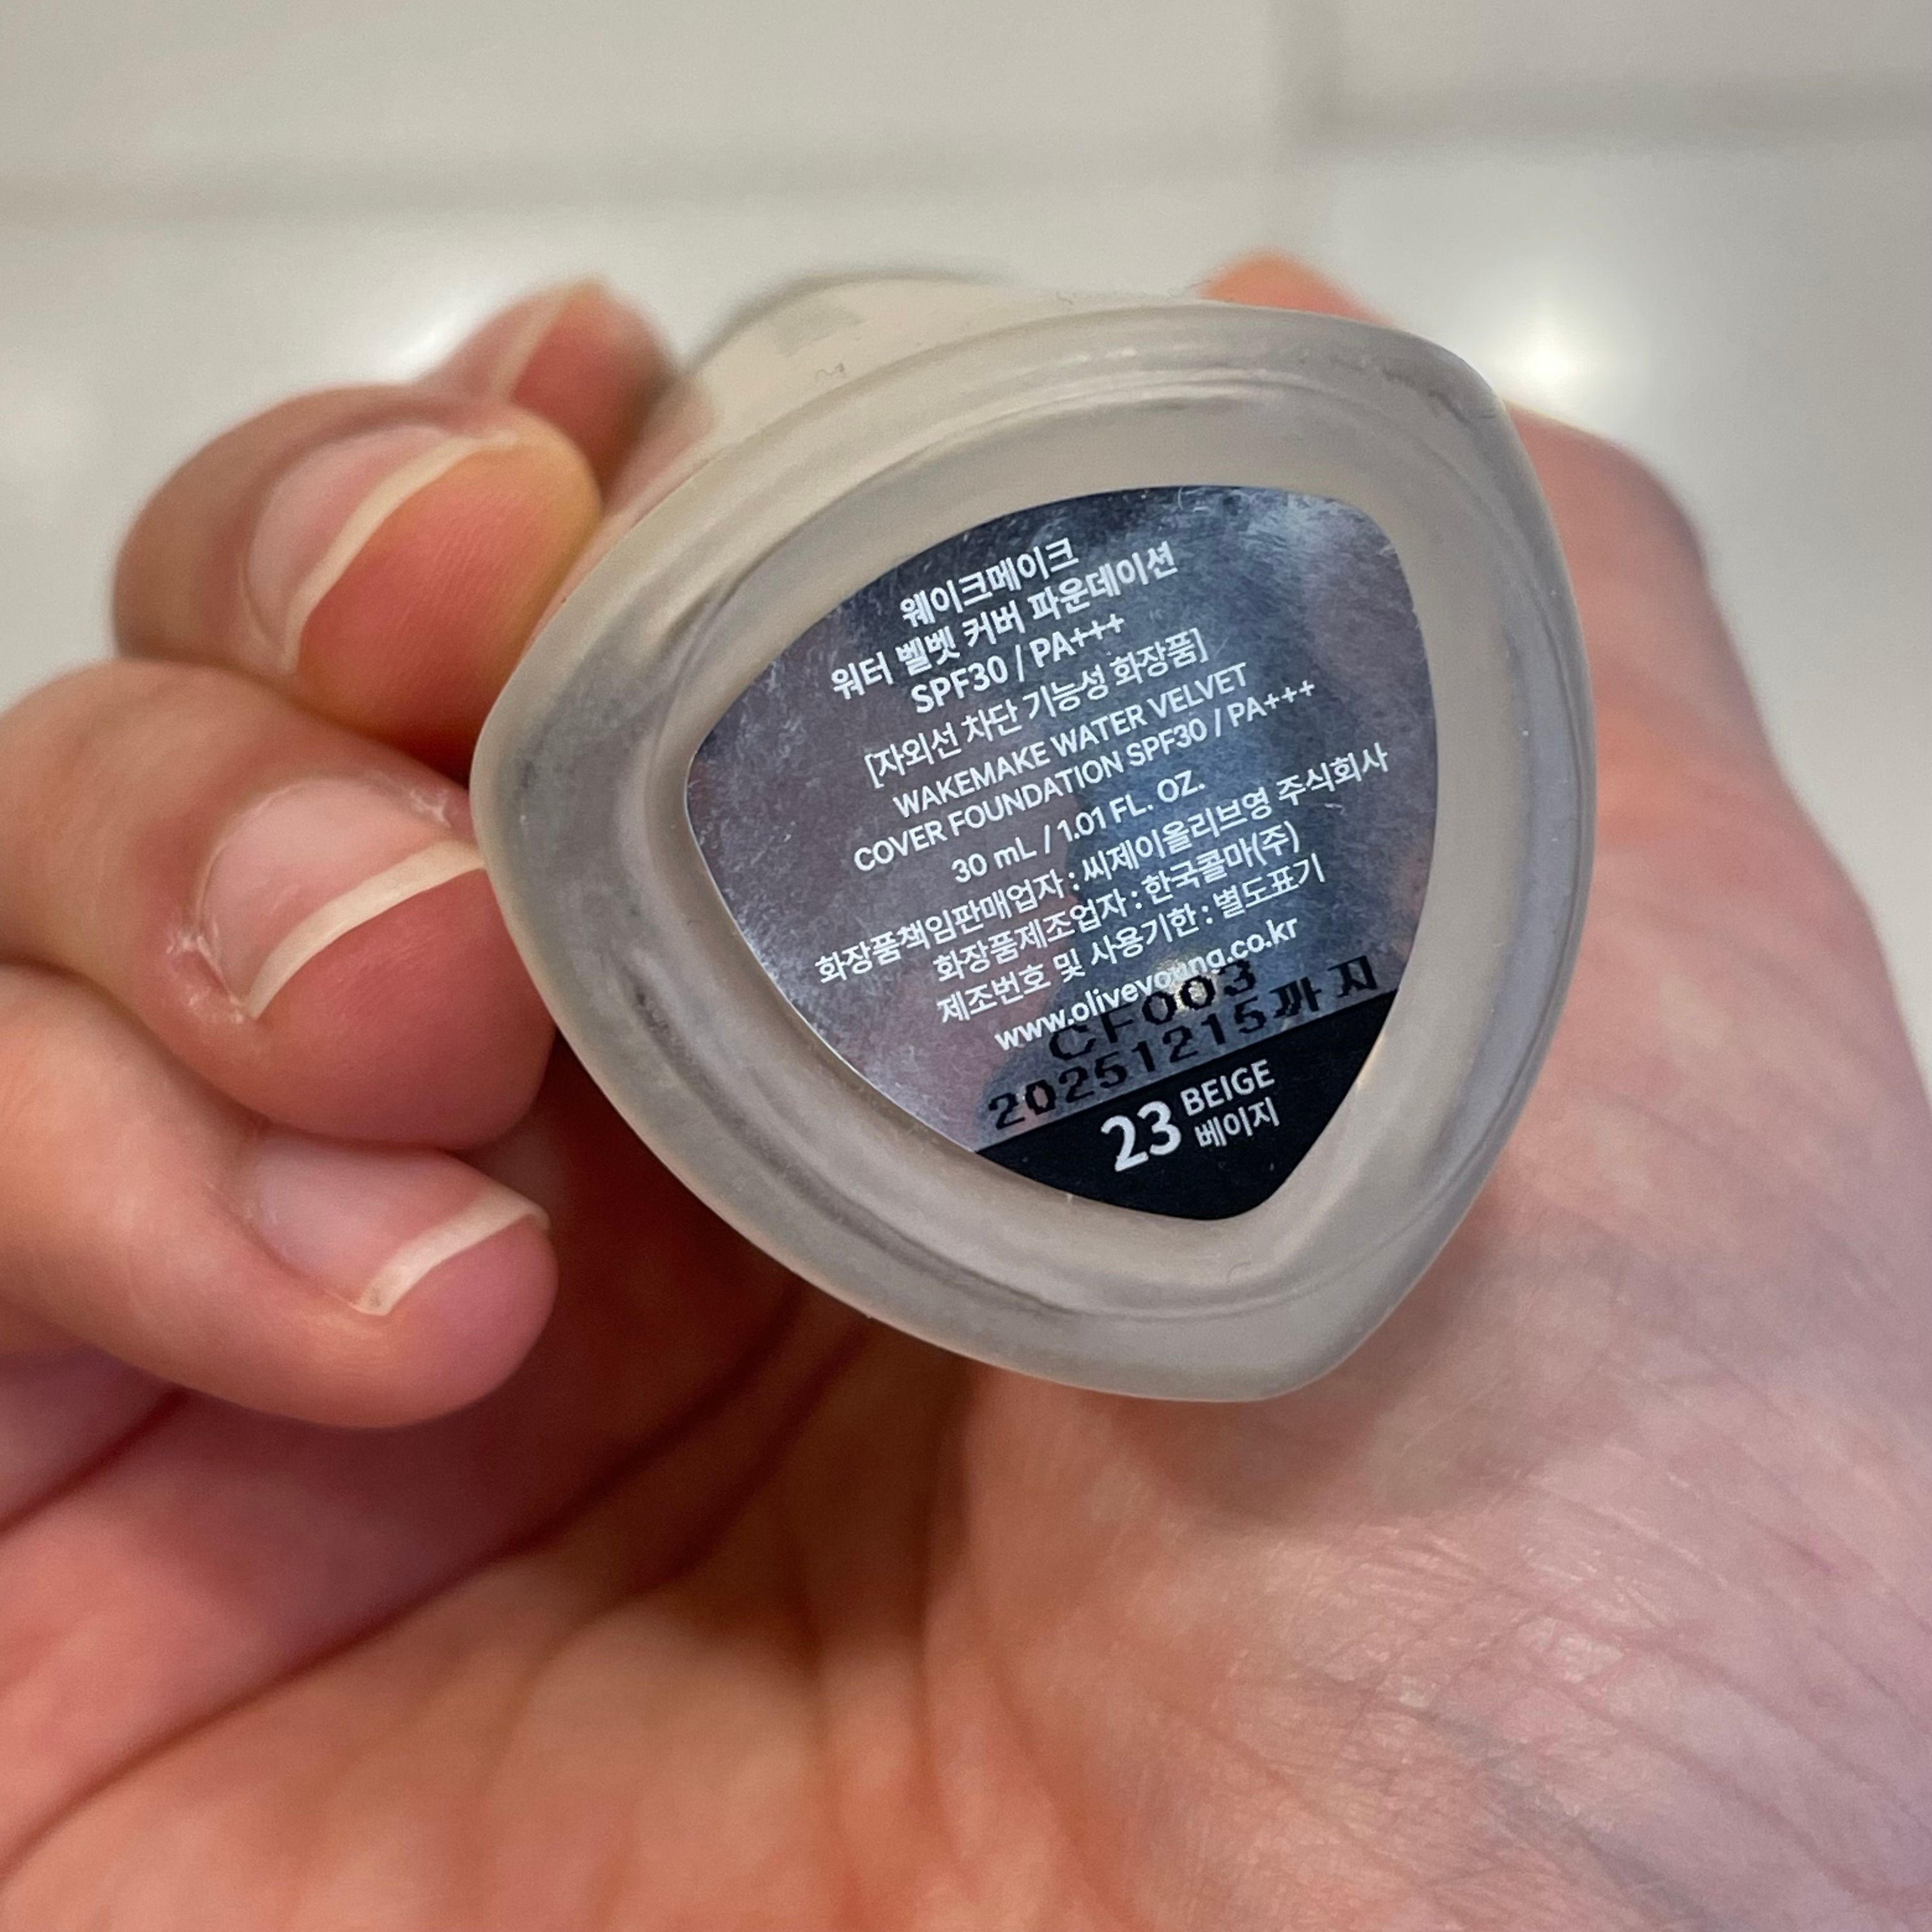 웨이크메이크
워터 벨벳 커버 파운데이션
SPF30 / PA+++
[자외선 차단 기능성 화장품]
WAKEMAKE WATER VELVET
COVER FOUNDATION SPF30 / PA+++
30 mL / 1.01 FL. OZ.
화장품책임판매업자 : 씨제이올리브영 주식회사
화장품제조업자 : 한국콜마(주)
제조번호 및 사용기한 : 별도표기
www.oliveyoung.co.kr
CF003
20251215까지
23 BEIGE
베이지